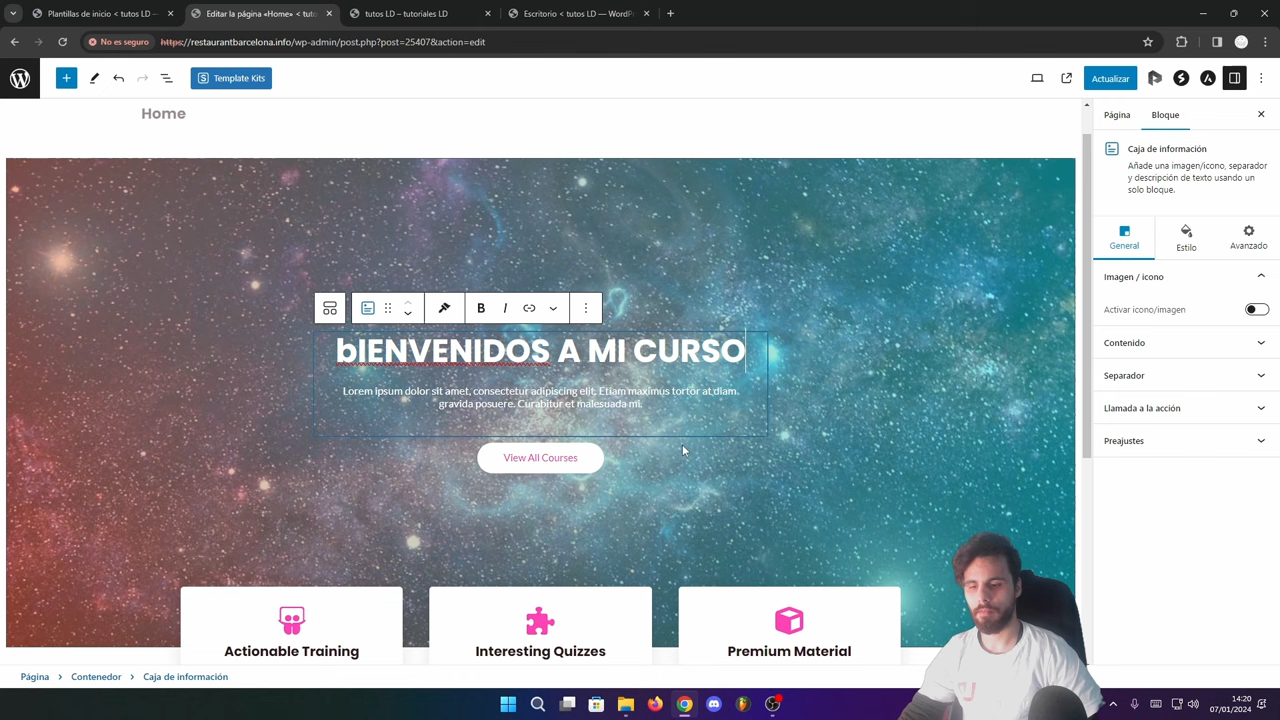 Plantillas de inicio < tutos LD —
Editar la página «Home» < tuto
tutos LD – tutoriales LD
Escritorio < tutos LD — WordPr
No es seguro
https://restaurantbarcelona.info/wp-admin/post.php?post=25407&action=edit
Template Kits
Actualizar
Home
Página
Bloque
Caja de información
Añade una imagen/icono, separador
y descripción de texto usando un
solo bloque.
General
Estilo
Avanzado
Imagen / icono
Activar icono/imagen
Contenido
Separador
Llamada a la acción
Preajustes
B
I
bIENVENIDOS A MI CURSO
Lorem ipsum dolor sit amet, consectetur adipiscing elit. Etiam maximus tortor at diam
gravida posuere. Curabitur et malesuada mi.
View All Courses
Actionable Training
Interesting Quizzes
Premium Material
Página
Contenedor
Caja de información
14:20
07/01/2024